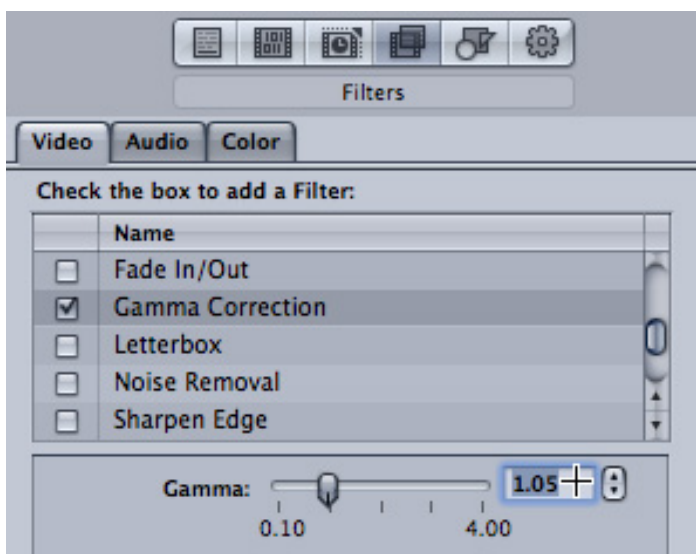 Filters
Video Audio Color
Check the box to add a Filter:
Name
Fade In/Out
Gamma Correction
Letterbox
Noise Removal
Sharpen Edge
Gamma: 1.05
0.10 4.00